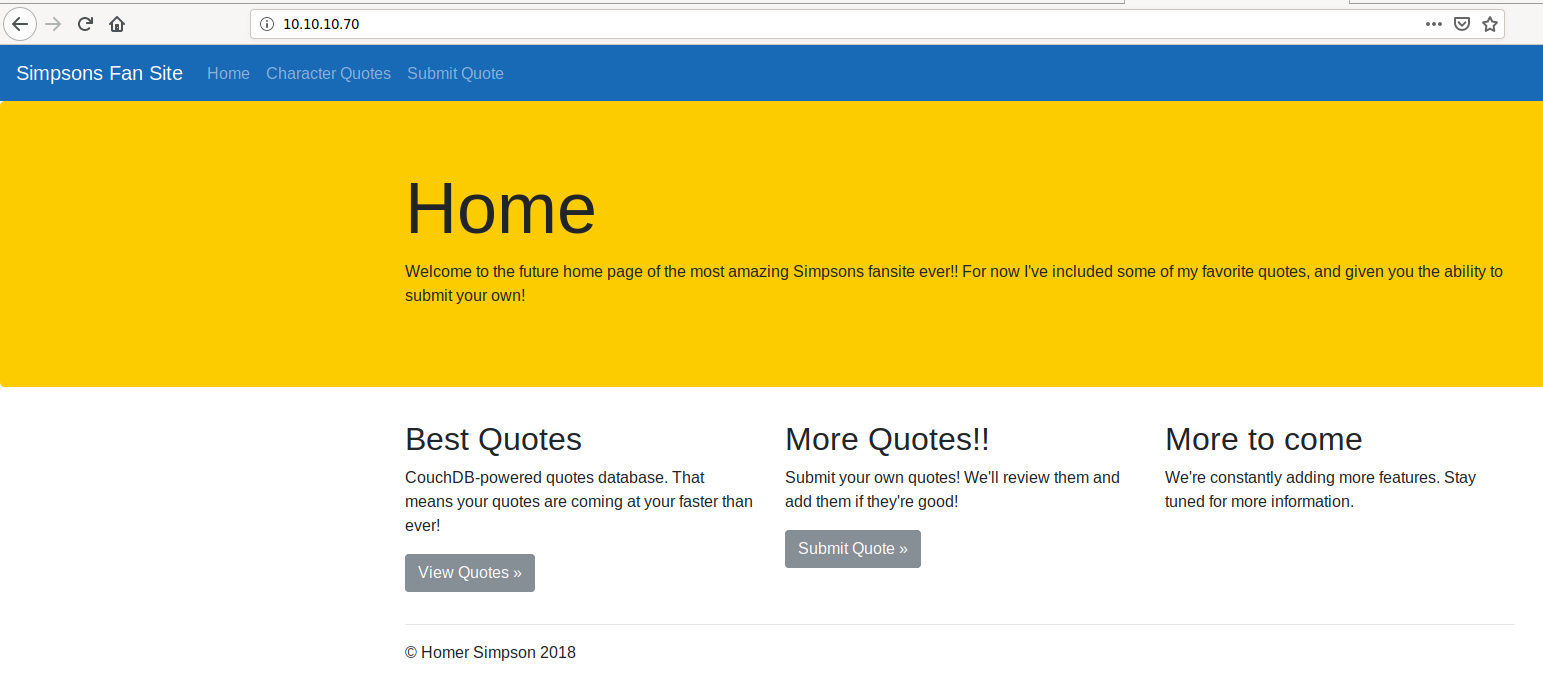 10.10.10.70
Simpsons Fan Site Home Character Quotes Submit Quote
Home
Welcome to the future home page of the most amazing Simpsons fansite ever!! For now I've included some of my favorite quotes, and given you the ability to
submit your own!
Best Quotes
CouchDB-powered quotes database. That
means your quotes are coming at your faster than
ever!
View Quotes »
More Quotes!!
Submit your own quotes! We'll review them and
add them if they're good!
Submit Quote »
More to come
We're constantly adding more features. Stay
tuned for more information.
© Homer Simpson 2018